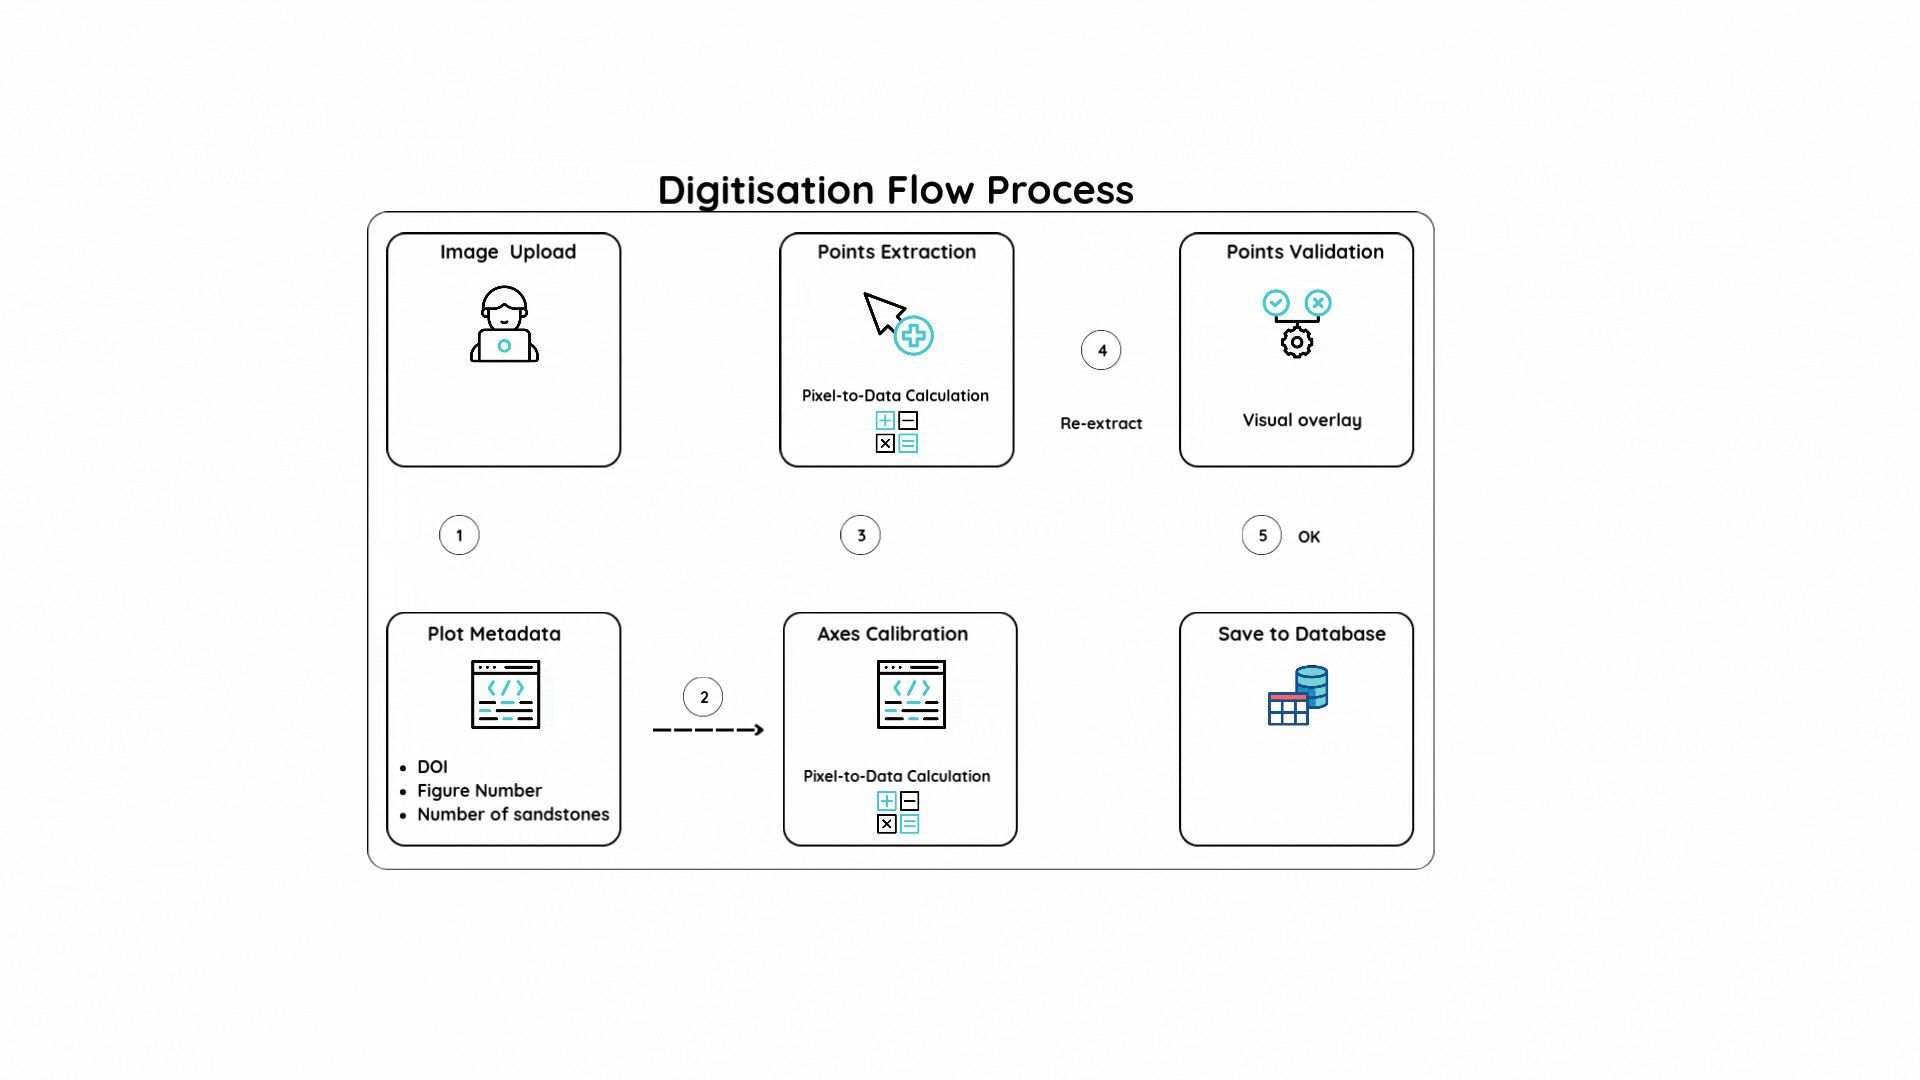 Digitisation Flow Process
Image Upload
Points Extraction
Pixel-to-Data Calculation
4
Re-extract
Points Validation
Visual overlay
1
3
5 OK
Plot Metadata
• DOI
• Figure Number
• Number of sandstones
2
Axes Calibration
Pixel-to-Data Calculation
Save to Database